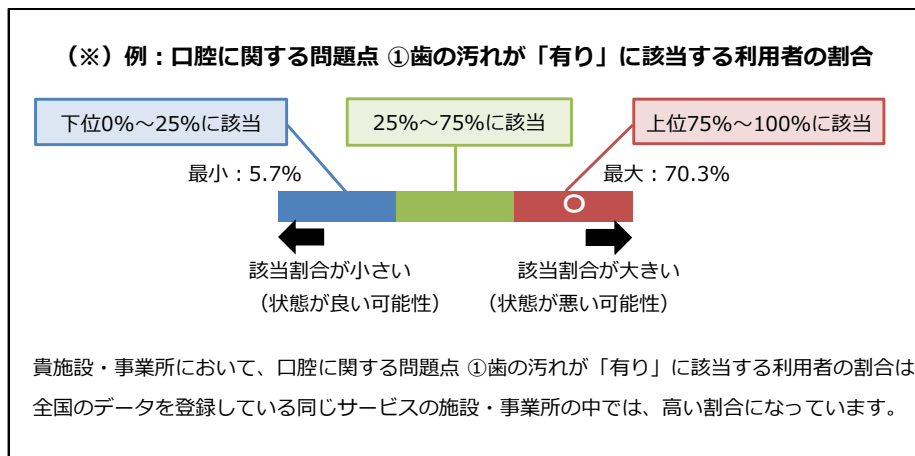 （※）例：口腔に関する問題点 ①歯の汚れが「有り」に該当する利用者の割合
下位0%～25%に該当
25%～75%に該当
上位75%～100%に該当
最小：5.7%
最大：70.3%
該当割合が小さい
（状態が良い可能性）
該当割合が大きい
（状態が悪い可能性）
貴施設・事業所において、口腔に関する問題点 ①歯の汚れが「有り」に該当する利用者の割合は
全国のデータを登録している同じサービスの施設・事業所の中では、高い割合になっています。